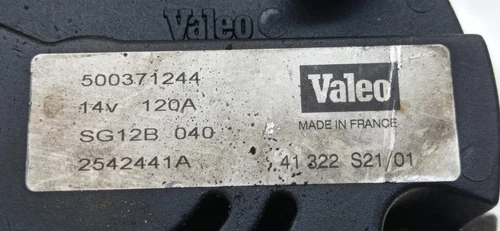 Valeo
500371244
14v 120A
SG12B 040
2542441A
Valeo
MADE IN FRANCE
41 322 S21/01